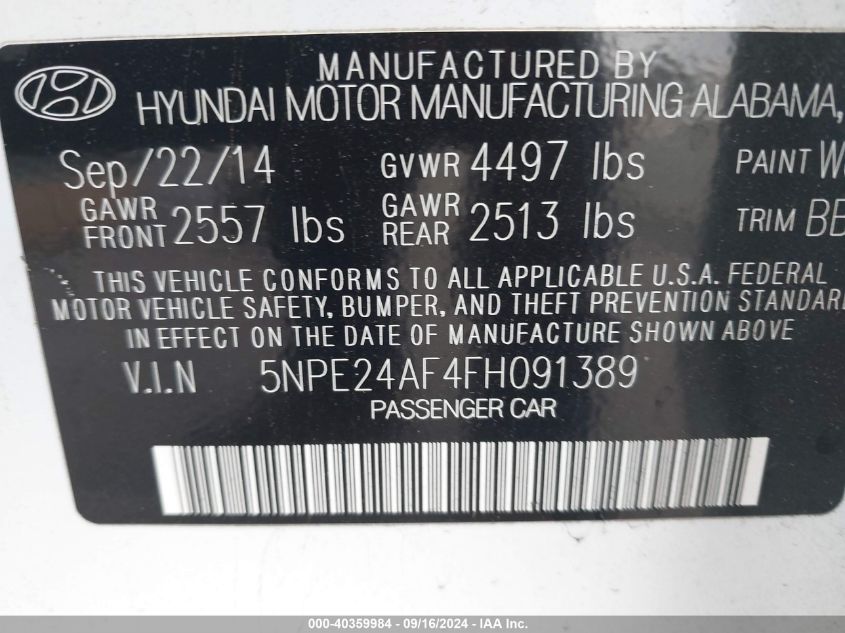 MANUFACTURED BY
HYUNDAI MOTOR MANUFACTURING ALABAMA,
Sep/22/14 GVWR 4497 lbs PAINT
GAWR FRONT 2557 lbs GAWR REAR 2513 lbs TRIM
THIS VEHICLE CONFORMS TO ALL APPLICABLE U.S.A. FEDERAL
MOTOR VEHICLE SAFETY, BUMPER, AND THEFT PREVENTION STANDAR
IN EFFECT ON THE DATE OF MANUFACTURE SHOWN ABOVE
V.I.N 5NPE24AF4FH091389
PASSENGER CAR
000-40359984 - 09/16/2024 - IAA Inc.